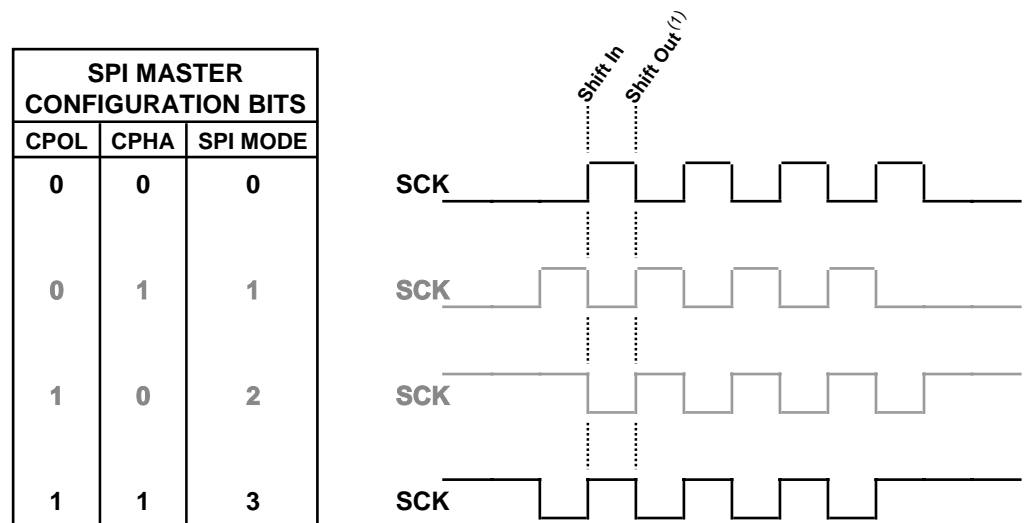 Shift In
Shift Out(1)
SPI MASTER
CONFIGURATION BITS
CPOL CPHA SPI MODE
0 0 0 SCK
0 1 1 SCK
1 0 2 SCK
1 1 3 SCK